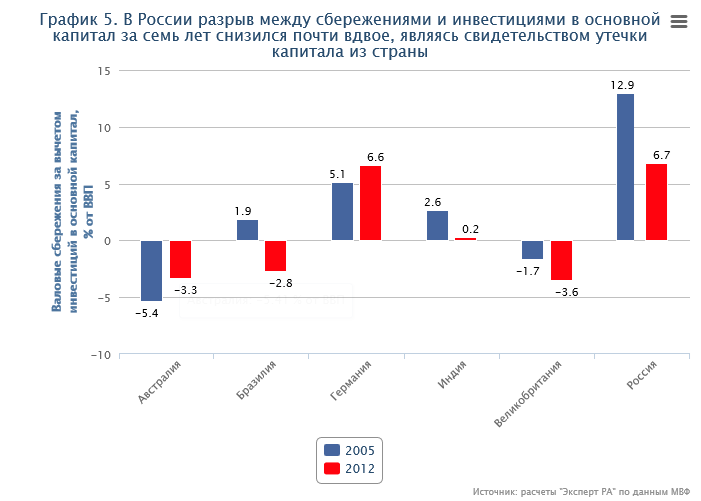 График 5. В России разрыв между сбережениями и инвестициями в основной
капитал за семь лет снизился почти вдвое, являясь свидетельством утечки
капитала из страны
Валовые сбережения за вычетом
инвестиций в основной капитал,
% от ВВП
15
10
5
0
−5
−10
−5.4
−3.3
1.9
−2.8
5.1
6.6
2.6
0.2
−1.7
−3.6
12.9
6.7
Австралия
Бразилия
Германия
Индия
Великобритания
Россия
2005
2012
Источник: расчеты "Эксперт РА" по данным МВФ